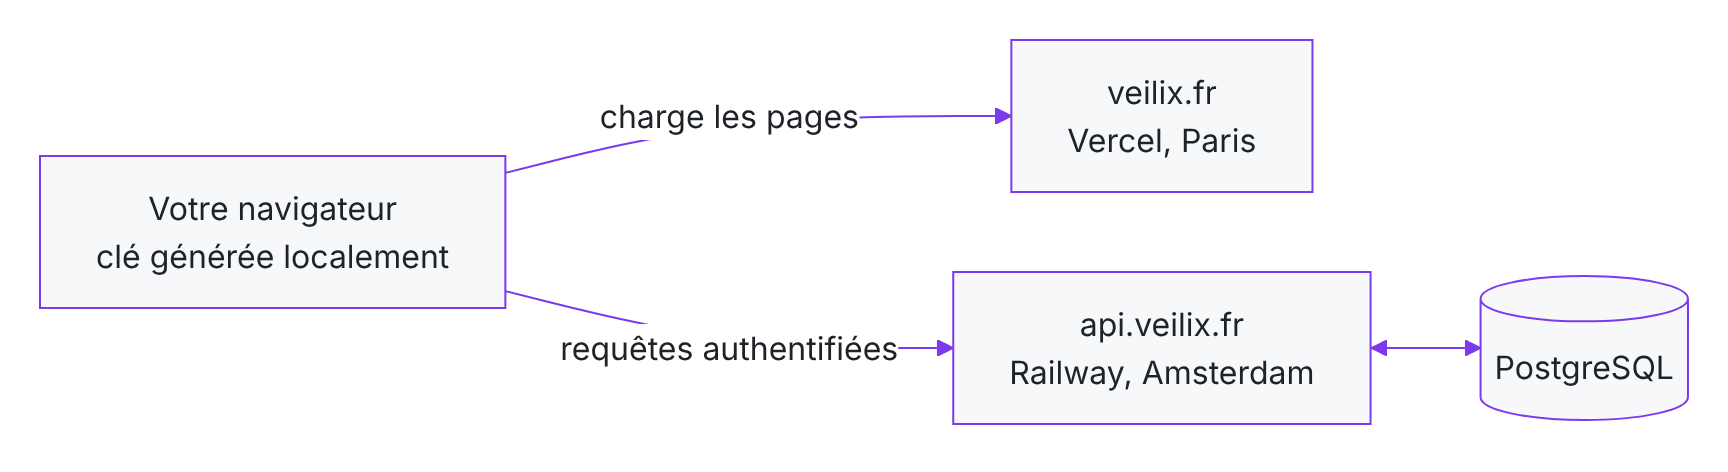 charge les pages
veilix.fr
Vercel, Paris
Votre navigateur
clé générée localement
requêtes authentifiées
api.veilix.fr
Railway, Amsterdam
PostgreSQL